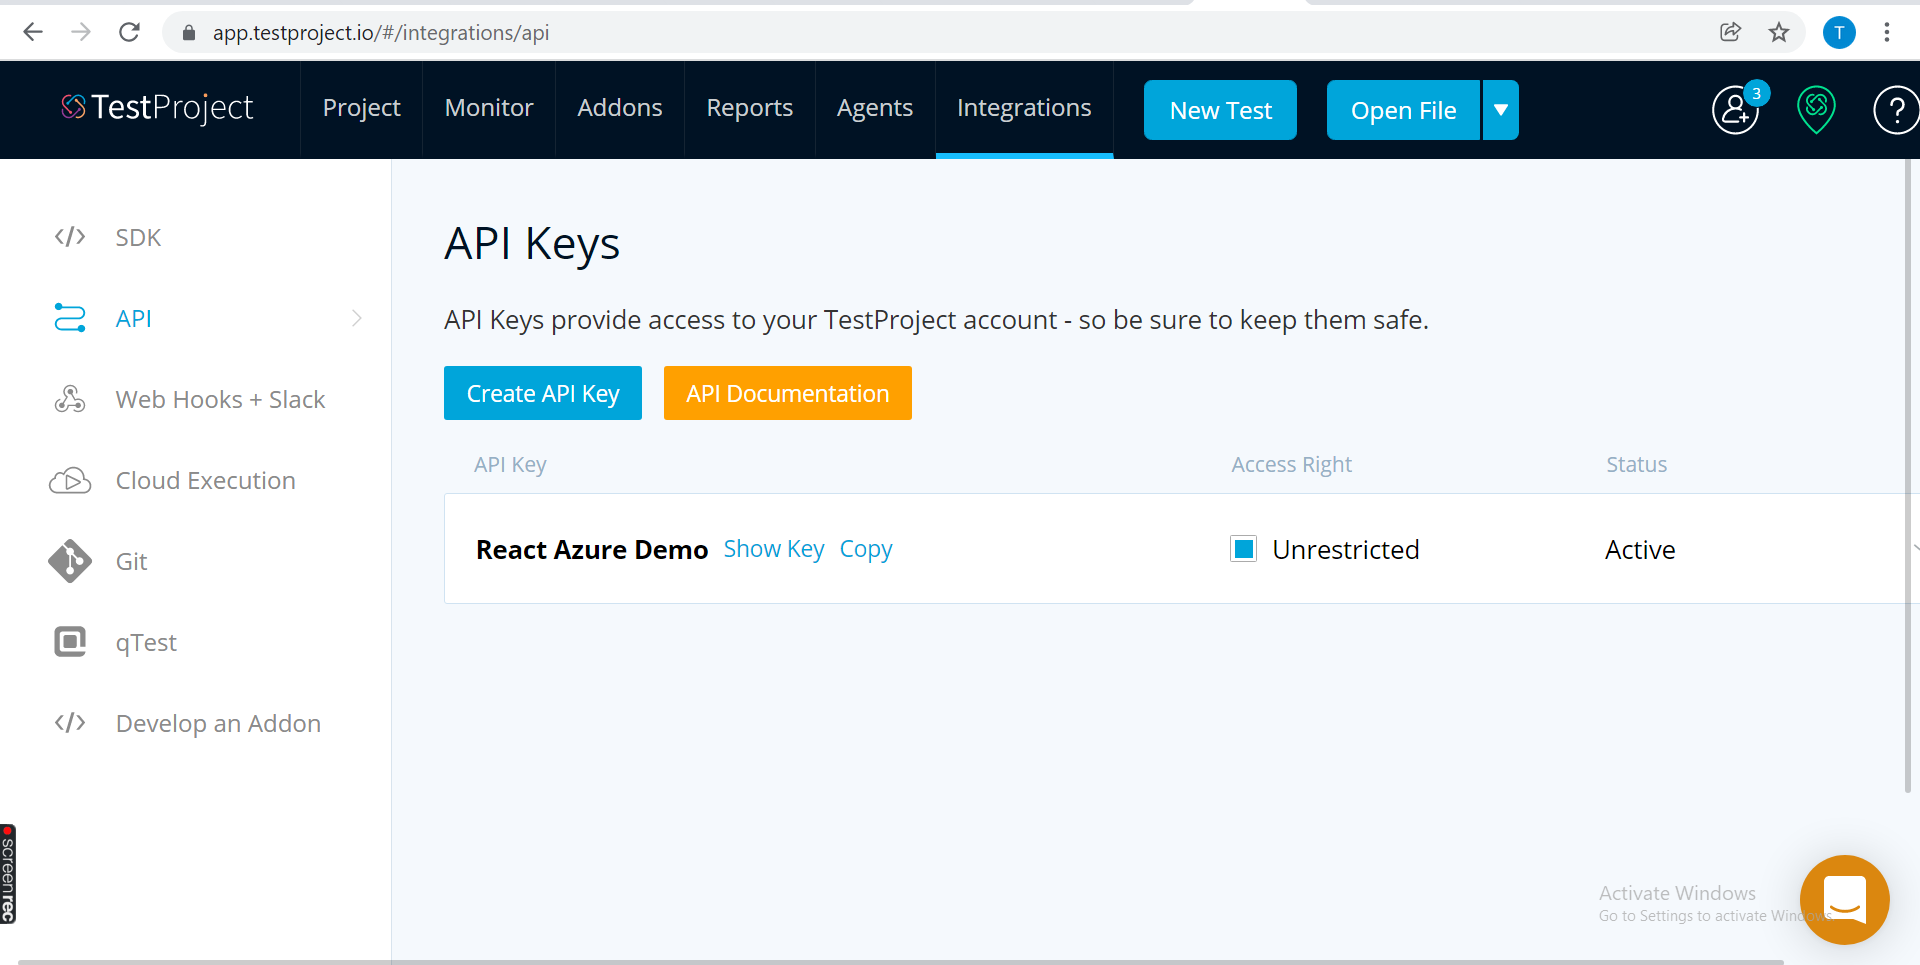 app.testproject.io/#/integrations/api
T
TestProject
Project
Monitor
Addons
Reports
Agents
Integrations
New Test
Open File
3
?
SDK
API
Web Hooks + Slack
Cloud Execution
Git
qTest
Develop an Addon
API Keys
API Keys provide access to your TestProject account - so be sure to keep them safe.
Create API Key
API Documentation
API Key
Access Right
Status
React Azure Demo
Show Key
Copy
Unrestricted
Active
screenrec
Activate Windows
Go to Settings to activate Windows.